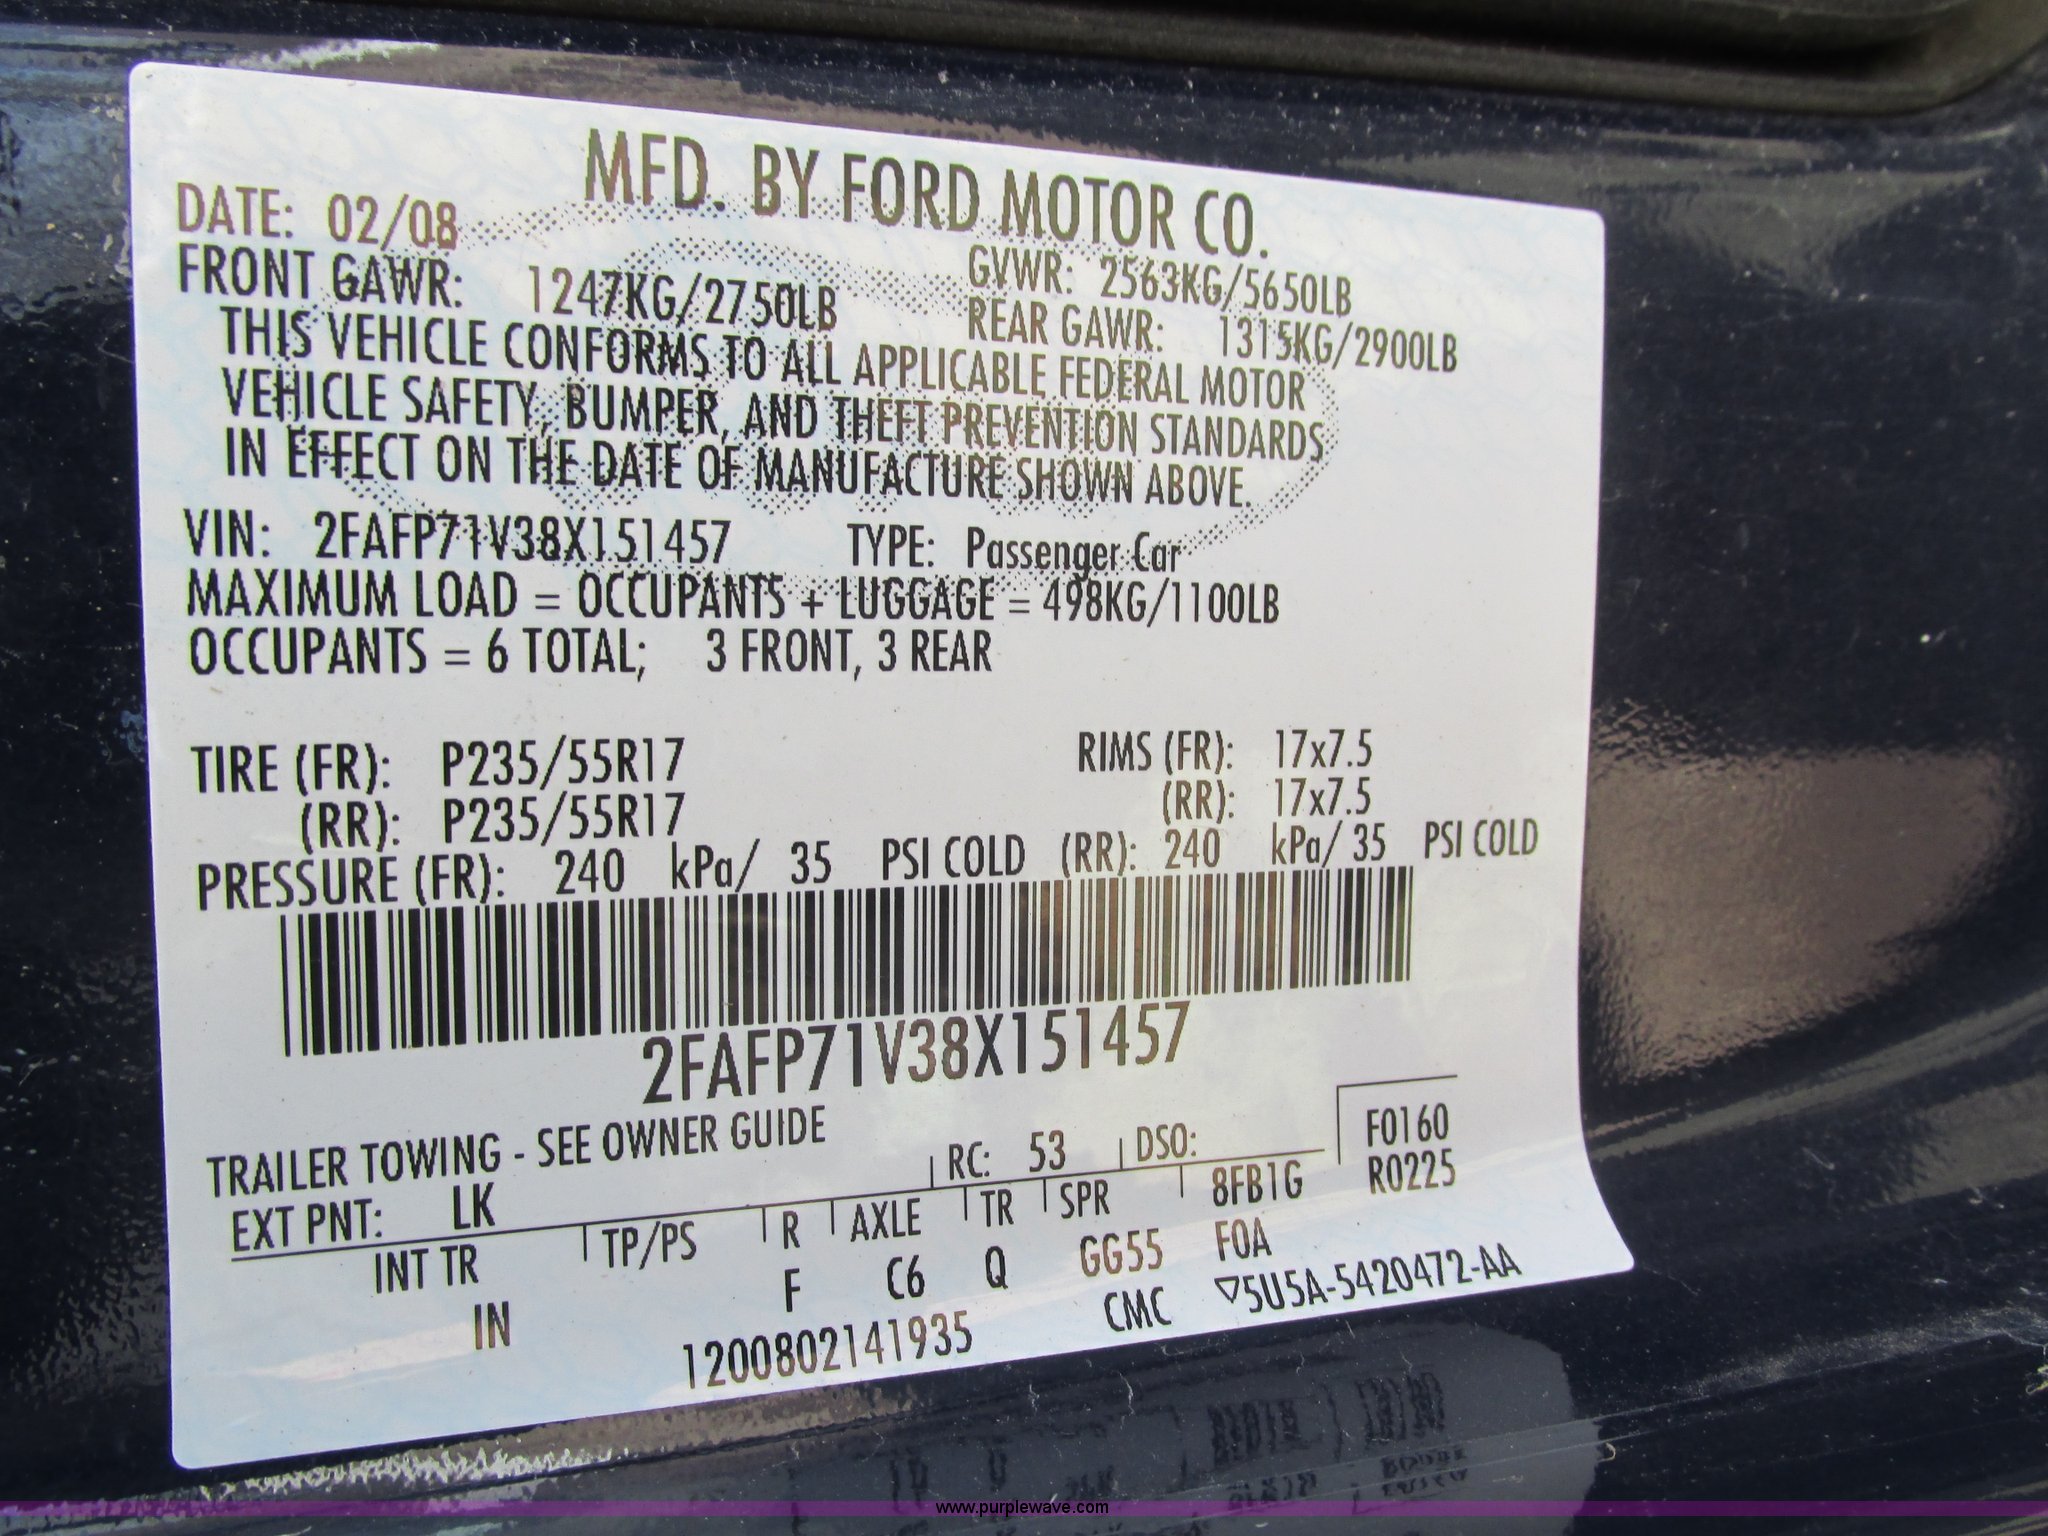 MFD. BY FORD MOTOR CO.
DATE: 02/08
GVWR: 2563KG/5650LB
FRONT GAWR: 1247KG/2750LB
REAR GAWR: 1315KG/2900LB
THIS VEHICLE CONFORMS TO ALL APPLICABLE FEDERAL MOTOR
VEHICLE SAFETY, BUMPER, AND THEFT PREVENTION STANDARDS
IN EFFECT ON THE DATE OF MANUFACTURE SHOWN ABOVE.
VIN: 2FAFP71V38X151457 TYPE: Passenger Car
MAXIMUM LOAD = OCCUPANTS + LUGGAGE = 498KG/1100LB
OCCUPANTS = 6 TOTAL; 3 FRONT, 3 REAR
TIRE (FR): P235/55R17 RIMS (FR): 17x7.5
(RR): P235/55R17 (RR): 17x7.5
PRESSURE (FR): 240 kPa/ 35 PSI COLD (RR): 240 kPa/ 35 PSI COLD
2FAFP71V38X151457
TRAILER TOWING - SEE OWNER GUIDE
F0160
R0225
EXT PNT: LK RC: 53 DSO:
INT TR TP/PS R AXLE TR SPR 8FB1G
IN F C6 Q GG55 FOA
1200802141935 CMC ▽5U5A-5420472-AA
www.purplewave.com